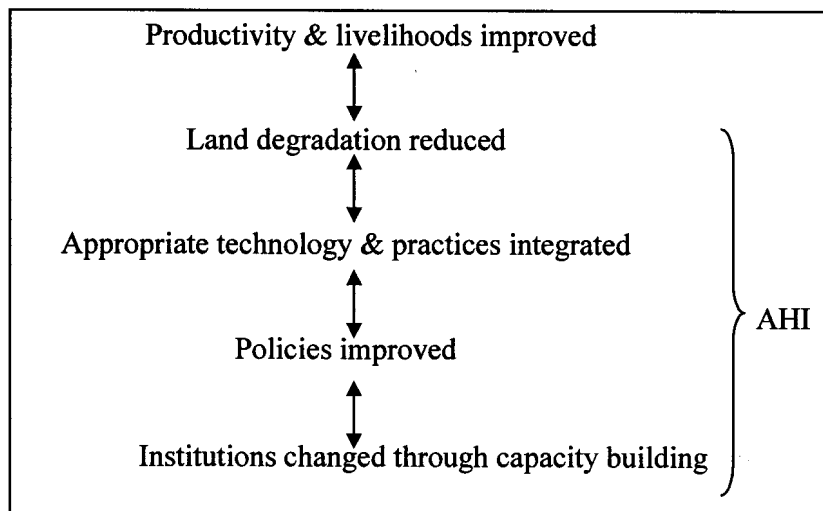 Productivity & livelihoods improved
Land degradation reduced
Appropriate technology & practices integrated
AHI
Policies improved
Institutions changed through capacity building